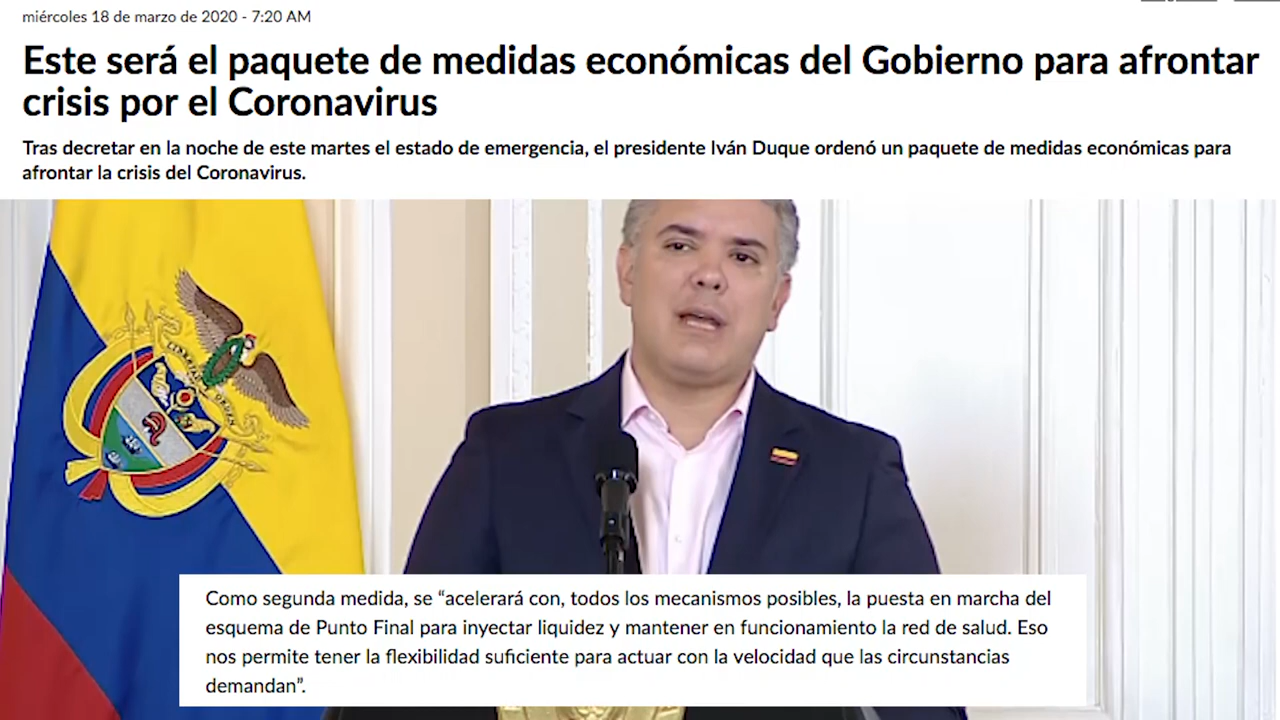 miércoles 18 de marzo de 2020 - 7:20 AM
Este será el paquete de medidas económicas del Gobierno para afrontar
crisis por el Coronavirus
Tras decretar en la noche de este martes el estado de emergencia, el presidente Iván Duque ordenó un paquete de medidas económicas para
afrontar la crisis del Coronavirus.
Como segunda medida, se “acelerará con, todos los mecanismos posibles, la puesta en marcha del
esquema de Punto Final para inyectar liquidez y mantener en funcionamiento la red de salud. Eso
nos permite tener la flexibilidad suficiente para actuar con la velocidad que las circunstancias
demandan”.